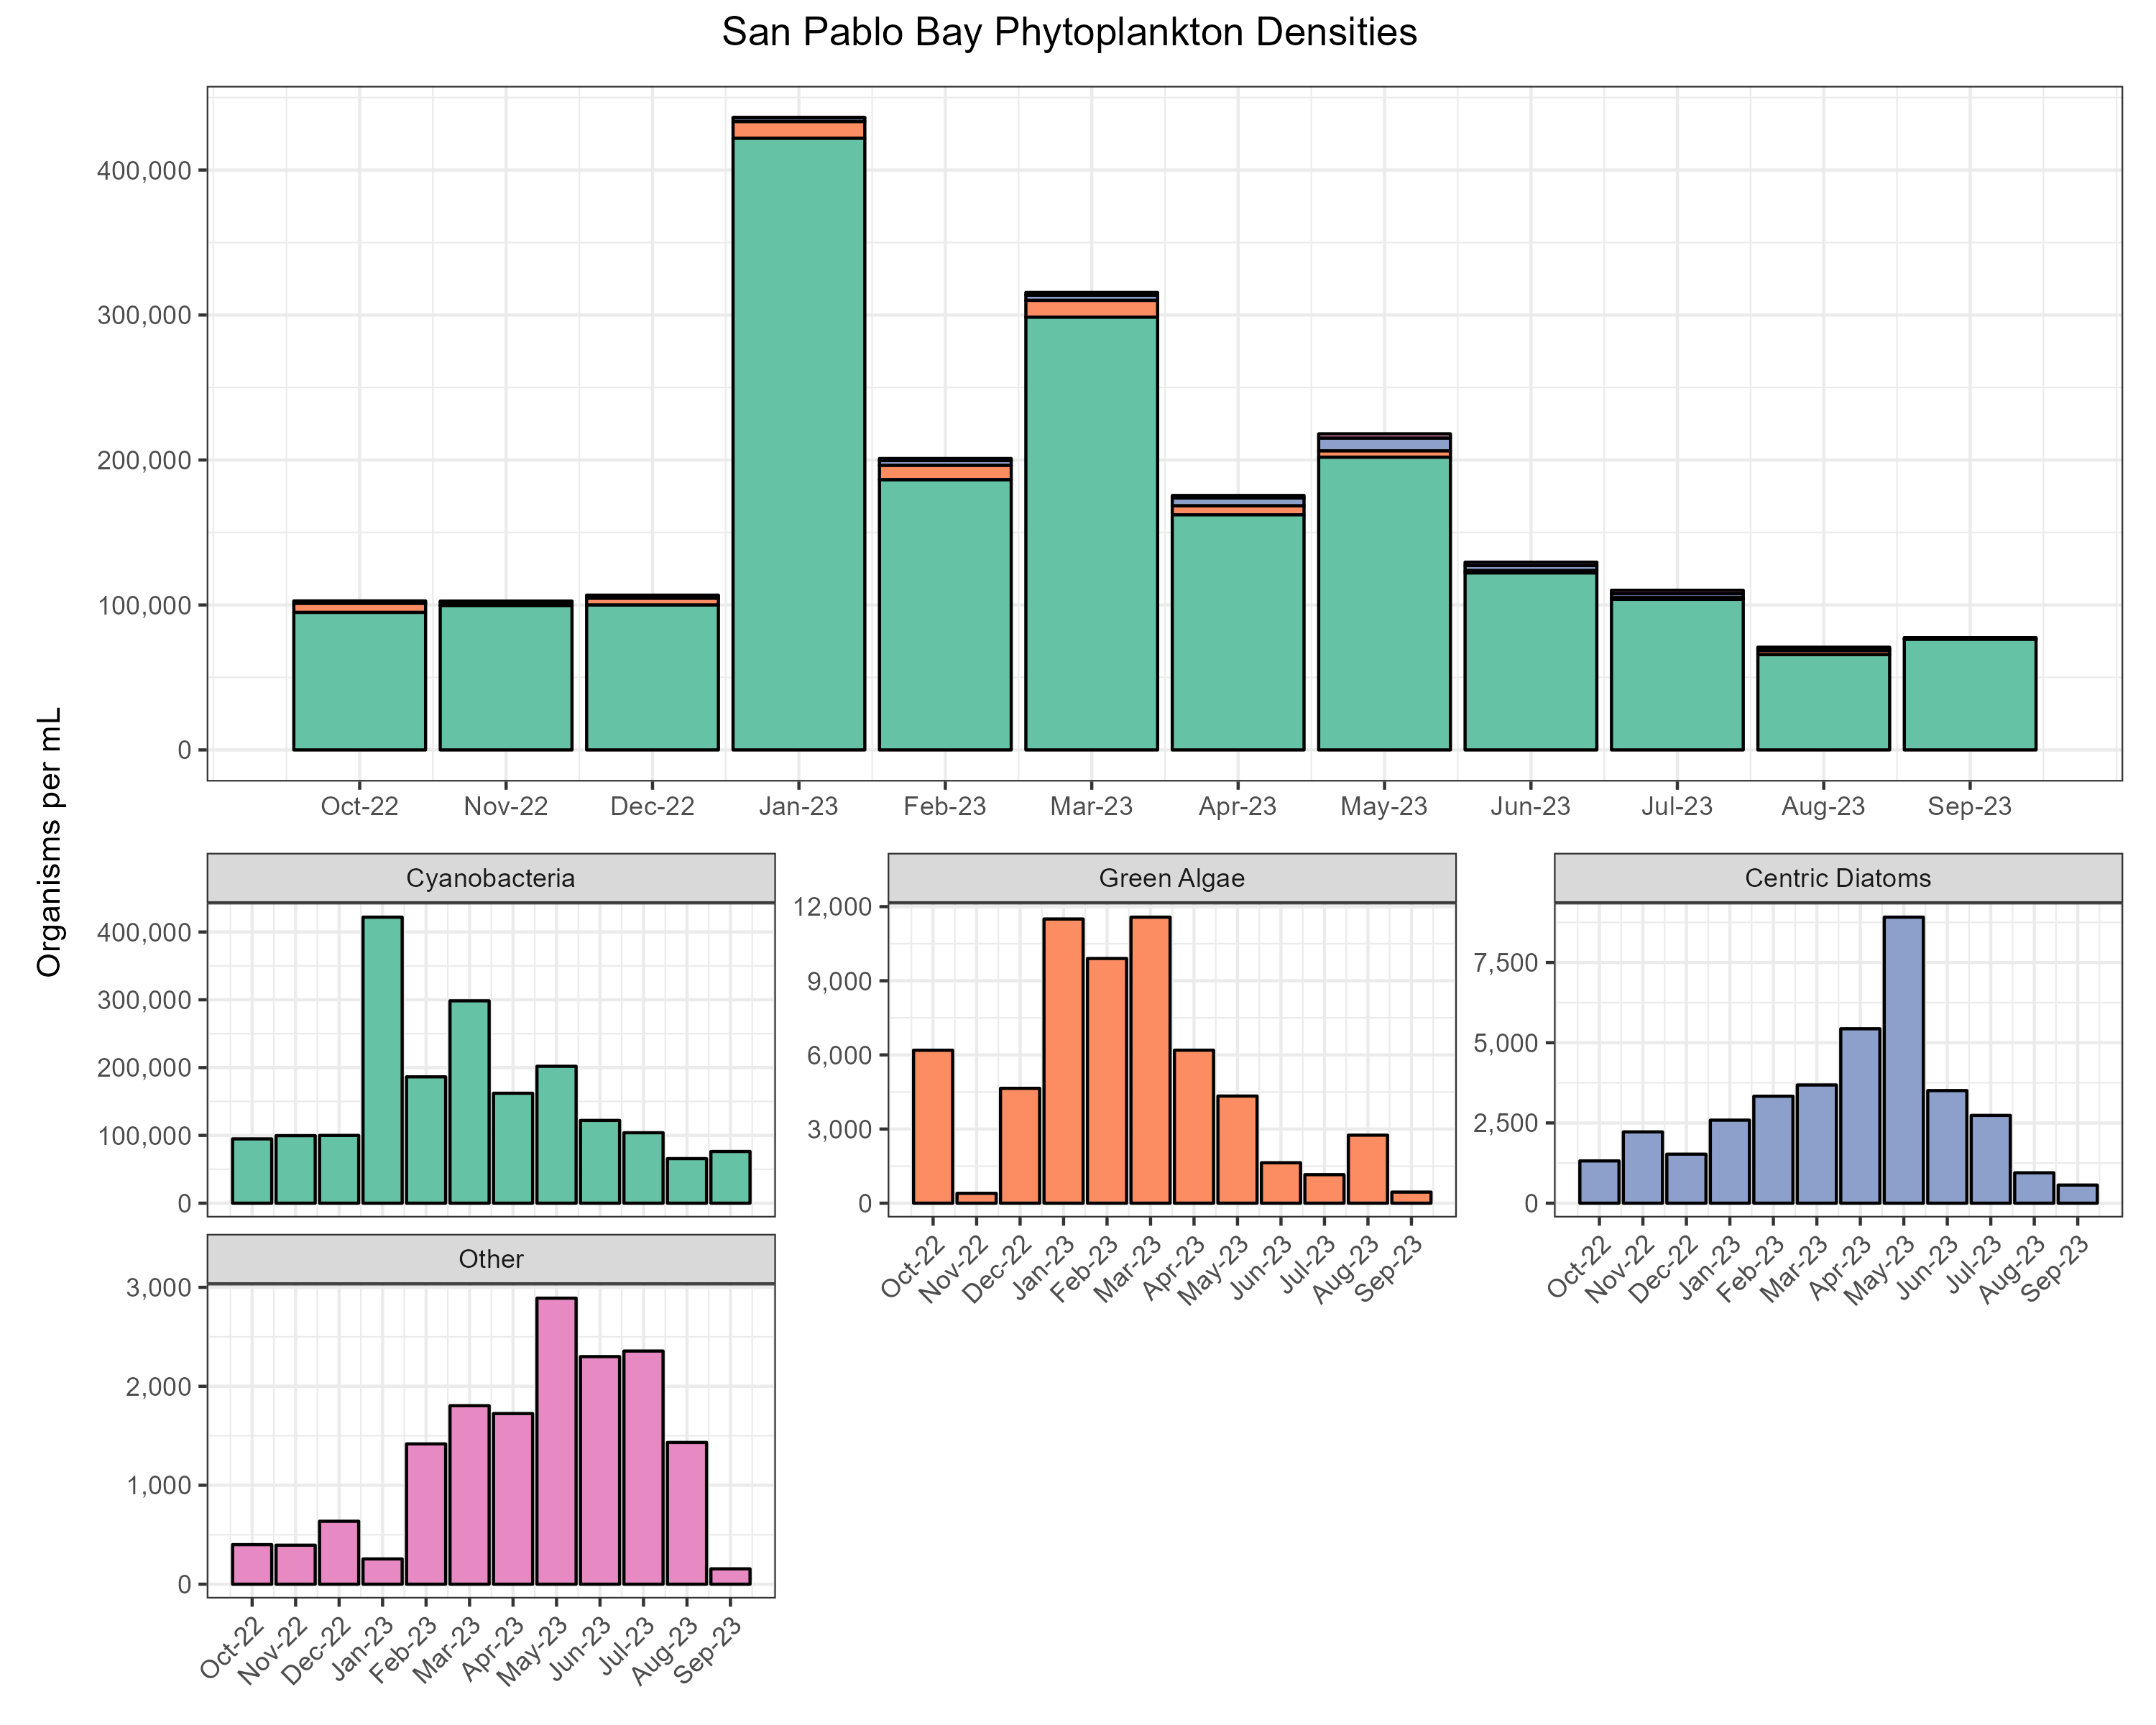 San Pablo Bay Phytoplankton Densities
Organisms per mL
400,000
300,000
200,000
100,000
0
Oct-22 Nov-22 Dec-22 Jan-23 Feb-23 Mar-23 Apr-23 May-23 Jun-23 Jul-23 Aug-23 Sep-23
Cyanobacteria
400,000
300,000
200,000
100,000
0
Green Algae
12,000
9,000
6,000
3,000
0
Oct-22 Nov-22 Dec-22 Jan-23 Feb-23 Mar-23 Apr-23 May-23 Jun-23 Jul-23 Aug-23 Sep-23
Centric Diatoms
7,500
5,000
2,500
0
Oct-22 Nov-22 Dec-22 Jan-23 Feb-23 Mar-23 Apr-23 May-23 Jun-23 Jul-23 Aug-23 Sep-23
Other
3,000
2,000
1,000
0
Oct-22 Nov-22 Dec-22 Jan-23 Feb-23 Mar-23 Apr-23 May-23 Jun-23 Jul-23 Aug-23 Sep-23